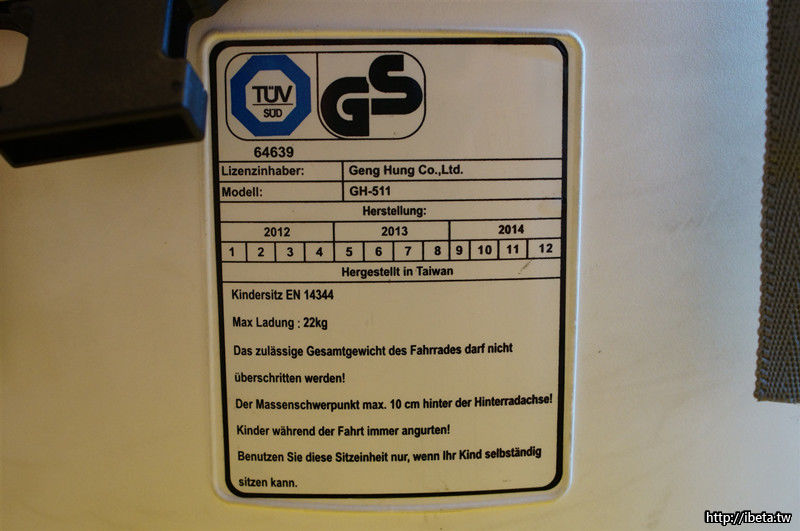 TÜV
SÜD
GS
64639
Lizenzinhaber: Geng Hung Co.,Ltd.
Modell: GH-511
Herstellung:
2012 2013 2014
1 2 3 4 5 6 7 8 9 10 11 12
Hergestellt in Taiwan
Kindersitz EN 14344
Max Ladung : 22kg
Das zulässige Gesamtgewicht des Fahrrades darf nicht
überschritten werden!
Der Massenschwerpunkt max. 10 cm hinter der Hinterradachse!
Kinder während der Fahrt immer angurten!
Benutzen Sie diese Sitzeinheit nur, wenn Ihr Kind selbständig
sitzen kann.
http://ibeta.tw